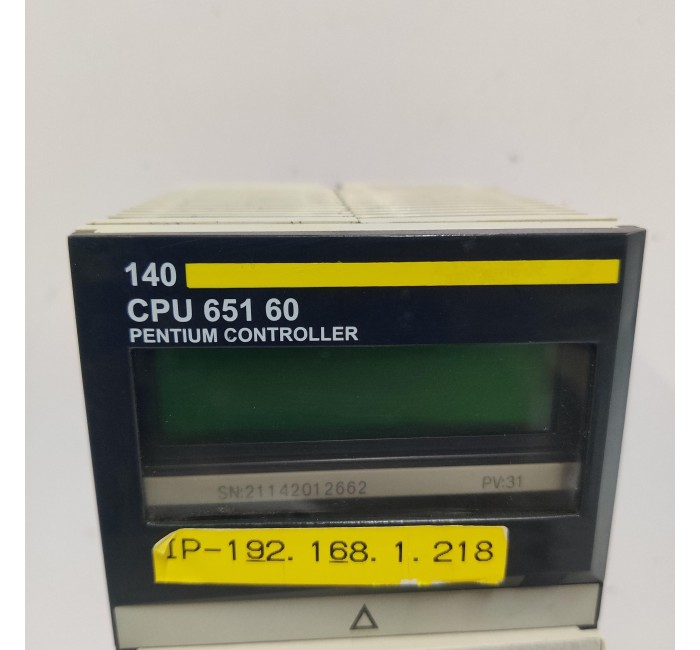 140
CPU 651 60
PENTIUM CONTROLLER
SN:21142012662 PV:31
IP-192.168.1.218